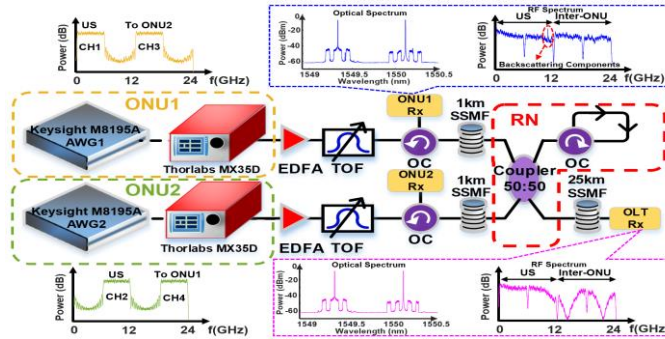 US To ONU2
CH1 CH3
Power (dB)
0 12 24 f(GHz)
Optical Spectrum
Power (dBm)
0
-20
-40
-60
1549 1549.5 1550 1550.5
Wavelength (nm)
RF Spectrum
US Inter-ONU
Power (dB)
Backscattering Components
0 12 24 f(GHz)
ONU1
Keysight M8195A
AWG1
Thorlabs MX35D
EDFA TOF
ONU1
Rx
OC
1km
SSMF
RN
OC
Coupler
50:50
ONU2
Keysight M8195A
AWG2
Thorlabs MX35D
EDFA TOF
ONU2
Rx
OC
1km
SSMF
25km
SSMF
OLT
Rx
US To ONU1
CH2 CH4
Power (dB)
0 12 24 f(GHz)
Optical Spectrum
Power (dBm)
0
-20
-40
-60
1549 1549.5 1550 1550.5
Wavelength (nm)
RF Spectrum
US Inter-ONU
Power (dB)
0 12 24 f(GHz)